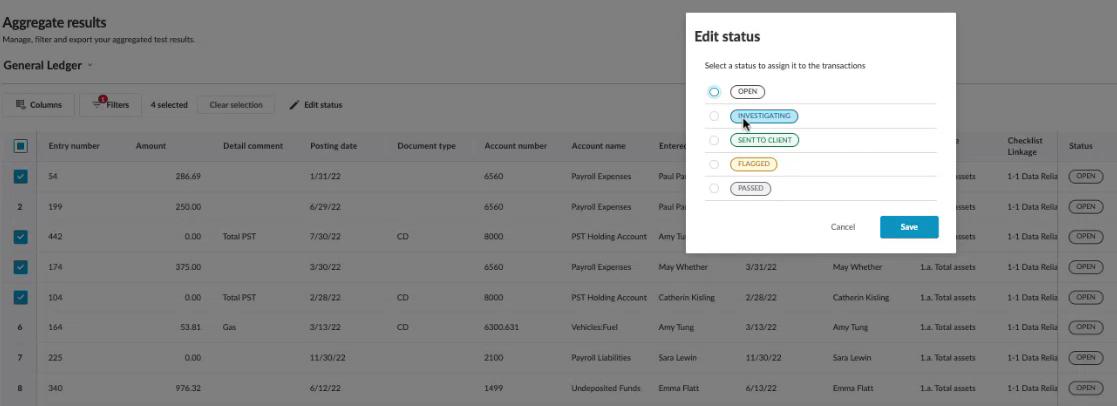 Aggregate results
Manage, filter and export your aggregated test results.
General Ledger
Columns 1 Filters 4 selected Clear selection Edit status
Edit status
Select a status to assign it to the transactions
OPEN
INVESTIGATING
SENT TO CLIENT
FLAGGED
PASSED
Cancel Save
Entry number Amount Detail comment Posting date Document type Account number Account name Entered Checklist Linkage Status
54 286.69 1/31/22 6560 Payroll Expenses Paul assets 1-1 Data Relia OPEN
2 199 250.00 6/29/22 6560 Payroll Expenses Paul assets 1-1 Data Relia OPEN
442 0.00 Total PST 7/30/22 CD 8000 PST Holding Account Amy assets 1-1 Data Relia OPEN
174 375.00 3/30/22 6560 Payroll Expenses May Whether 3/31/22 May Whether 1.a. Total assets 1-1 Data Relia OPEN
104 0.00 Total PST 2/28/22 CD 8000 PST Holding Account Catherin Kisling 2/28/22 Catherin Kisling 1.a. Total assets 1-1 Data Relia OPEN
6 164 53.81 Gas 3/13/22 CD 6300.631 Vehicles:Fuel Amy Tung 3/13/22 Amy Tung 1.a. Total assets 1-1 Data Relia OPEN
7 225 0.00 11/30/22 2100 Payroll Liabilities Sara Lewin 11/30/22 Sara Lewin 1.a. Total assets 1-1 Data Relia OPEN
8 340 976.32 6/12/22 1499 Undeposited Funds Emma Flatt 6/13/22 Emma Flatt 1.a. Total assets 1-1 Data Relia OPEN